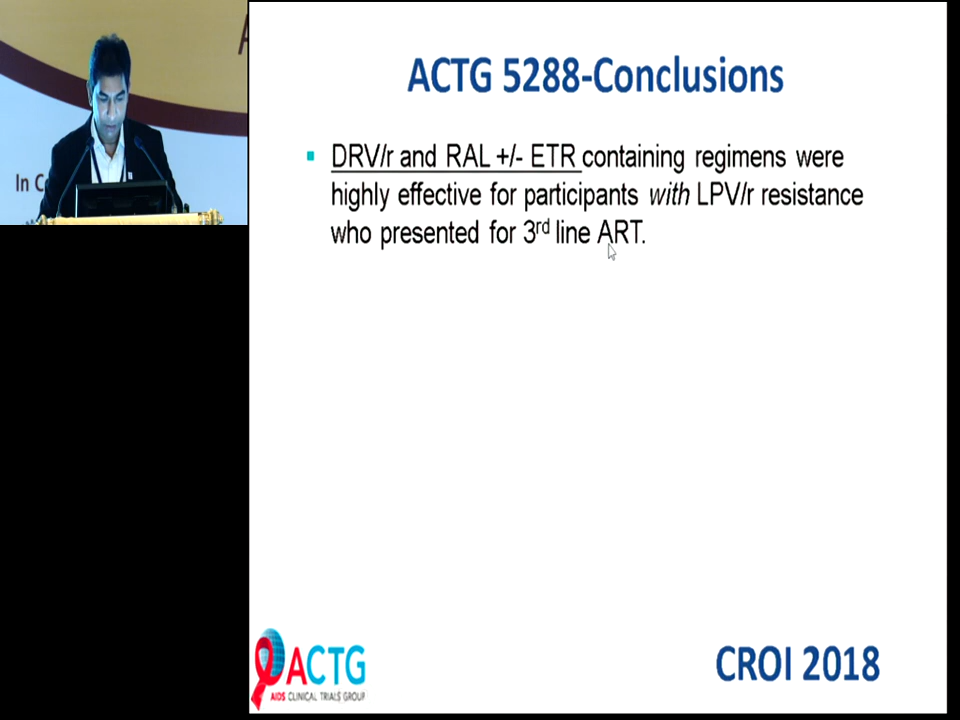 In C
ACTG 5288-Conclusions
▪ DRV/r and RAL +/- ETR containing regimens were
highly effective for participants with LPV/r resistance
who presented for 3rd line ART.
ACTG
AIDS CLINICAL TRIALS GROUP
CROI 2018